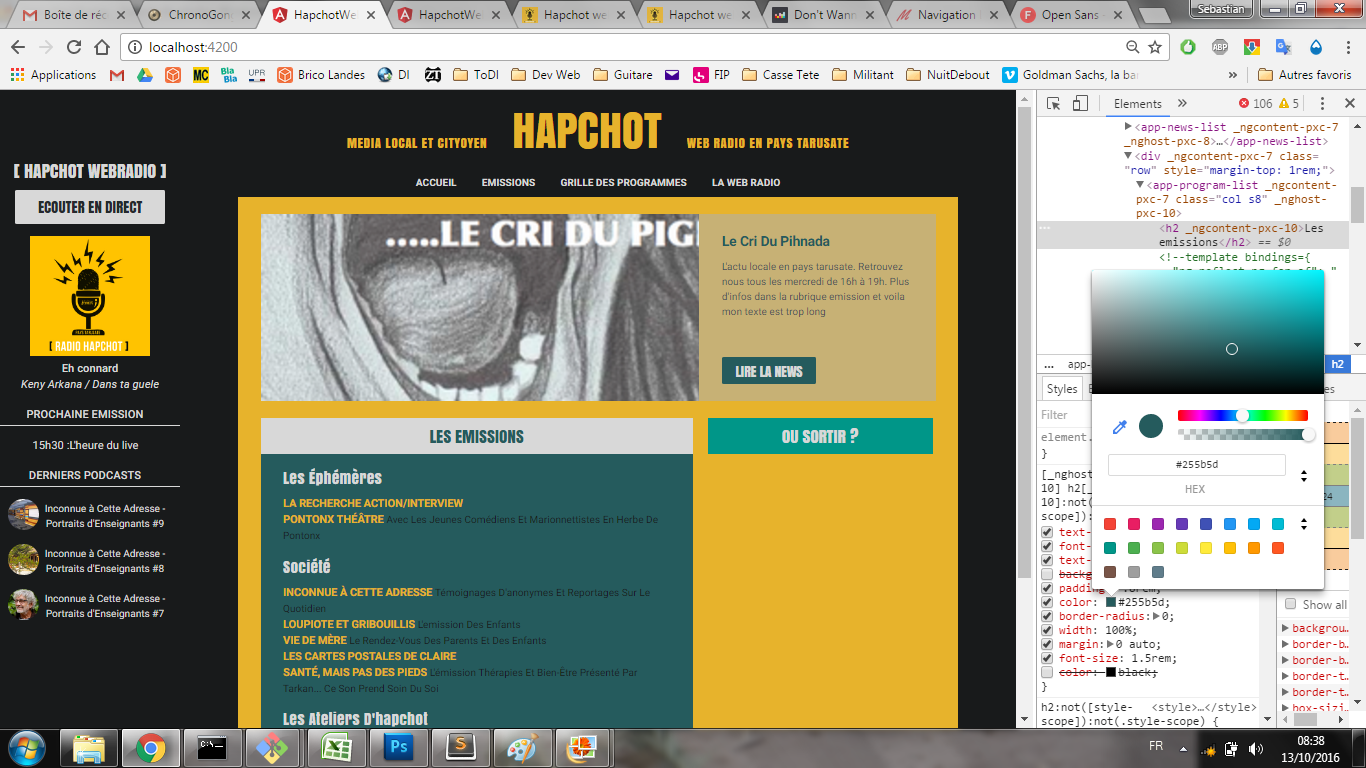 Boîte de réc
ChronoGong
HapchotWe
HapchotWe
Hapchot we
Hapchot we
Don't Wann
Navigation
Open Sans
Sebastian
localhost:4200
Applications
BlaBla
UPR
Brico Landes
DI
ToDI
Dev Web
Guitare
FIP
Casse Tete
Militant
NuitDebout
Goldman Sachs, la ba
»
Autres favoris
[ HAPCHOT WEBRADIO ]
ECOUTER EN DIRECT
[ RADIO HAPCHOT ]
Eh connard
Keny Arkana / Dans ta guele
PROCHAINE EMISSION
15h30 :L'heure du live
DERNIERS PODCASTS
Inconnue à Cette Adresse -
Portraits d'Enseignants #9
Inconnue à Cette Adresse -
Portraits d'Enseignants #8
Inconnue à Cette Adresse -
Portraits d'Enseignants #7
MEDIA LOCAL ET CITYOYEN
HAPCHOT
WEB RADIO EN PAYS TARUSATE
ACCUEIL
EMISSIONS
GRILLE DES PROGRAMMES
LA WEB RADIO
.....LE CRI DU PIG
Le Cri Du Pihnada
L'actu locale en pays tarusate. Retrouvez
nous tous les mercredi de 16h à 19h. Plus
d'infos dans la rubrique emission et voila
mon texte est trop long
LIRE LA NEWS
LES EMISSIONS
OU SORTIR ?
Les Éphémères
LA RECHERCHE ACTION/INTERVIEW
PONTONX THÉÂTRE Avec Les Jeunes Comédiens Et Marionnettistes En Herbe De
Pontonx
Société
INCONNUE À CETTE ADRESSE Témoignages D'anonymes Et Reportages Sur Le
Quotidien
LOUPIOTE ET GRIBOUILLIS L'emission Des Enfants
VIE DE MÈRE Le Rendez-Vous Des Parents Et Des Enfants
LES CARTES POSTALES DE CLAIRE
SANTÉ, MAIS PAS DES PIEDS L'émission Thérapies Et Bien-Être Présenté Par
Tarkan... Ce Son Prend Soin Du Soi
Les Ateliers D'hapchot
Elements » 106 5
<app-news-list _ngcontent-pxc-7
_nghost-pxc-8>…</app-news-list>
<div _ngcontent-pxc-7 class=
"row" style="margin-top: 1rem;">
<app-program-list _ngcontent-
pxc-7 class="col s8" _nghost-
pxc-10>
<h2 _ngcontent-pxc-10>Les
emissions</h2> == $0
<!--template bindings={
... app-
h2
Styles
Filter
element.
}
#255b5d
HEX
[_nghost
10] h2[_
10]:not(
scope]):
text-
font-
text-
backg
padding
color: #255b5d;
border-radius: 0;
width: 100%;
margin: 0 auto;
font-size: 1.5rem;
color: black;
}
h2:not([style- <style>…</style>
scope]):not(.style-scope) {
24
Show all
backgrou…
border-b…
border-b…
border-t…
border-t…
box-sizi
FR
08:38
13/10/2016